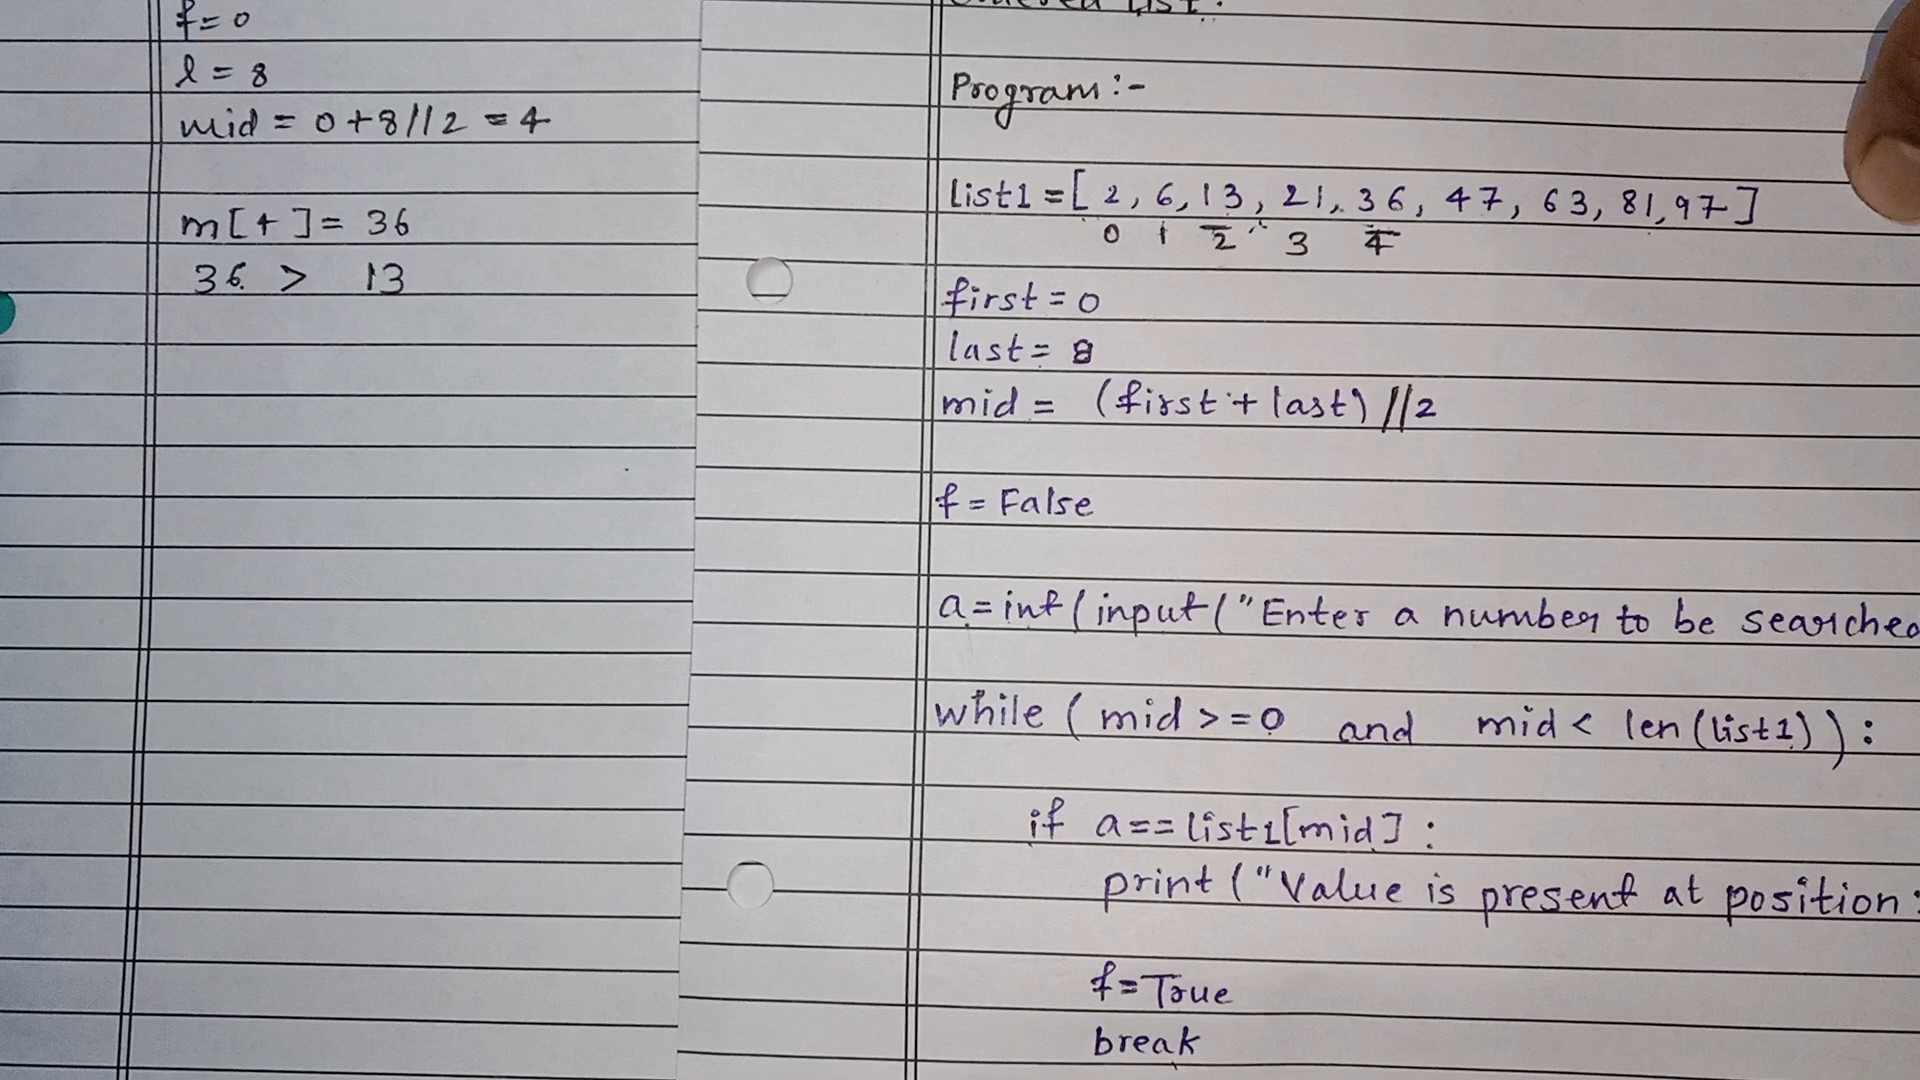 f=0
l=8
mid = 0+8//2 = 4
m[4]= 36
36 > 13
List:
Program:-
list1=[2, 6, 13, 21, 36, 47, 63, 81, 97]
0 1 2 3 4
first=0
last= 8
mid = (first + last) //2
f = False
a=int(input("Enter a number to be searched
while ( mid >=0 and mid < len(list1)):
if a==list1[mid] :
print("Value is present at position:
f=True
break